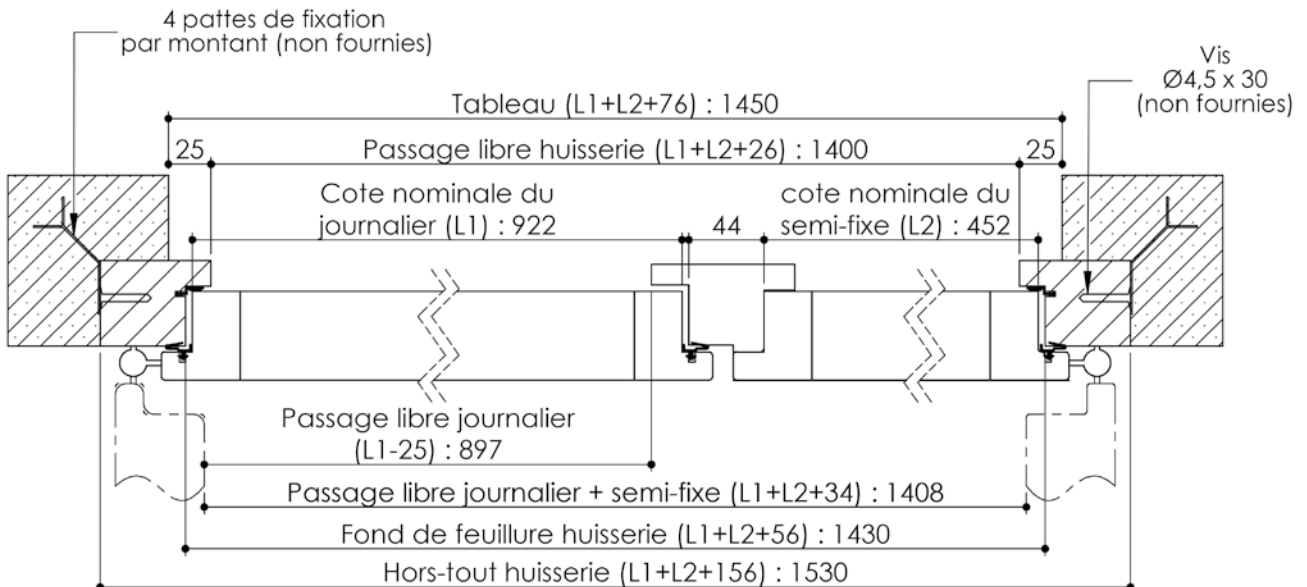 4 pattes de fixation
par montant (non fournies)
Vis
Ø4,5 x 30
(non fournies)
Tableau (L1+L2+76) : 1450
25
Passage libre huisserie (L1+L2+26) : 1400
25
Cote nominale du
journalier (L1) : 922
44
cote nominale du
semi-fixe (L2) : 452
Passage libre journalier
(L1-25) : 897
Passage libre journalier + semi-fixe (L1+L2+34) : 1408
Fond de feuillure huisserie (L1+L2+56) : 1430
Hors-tout huisserie (L1+L2+156) : 1530